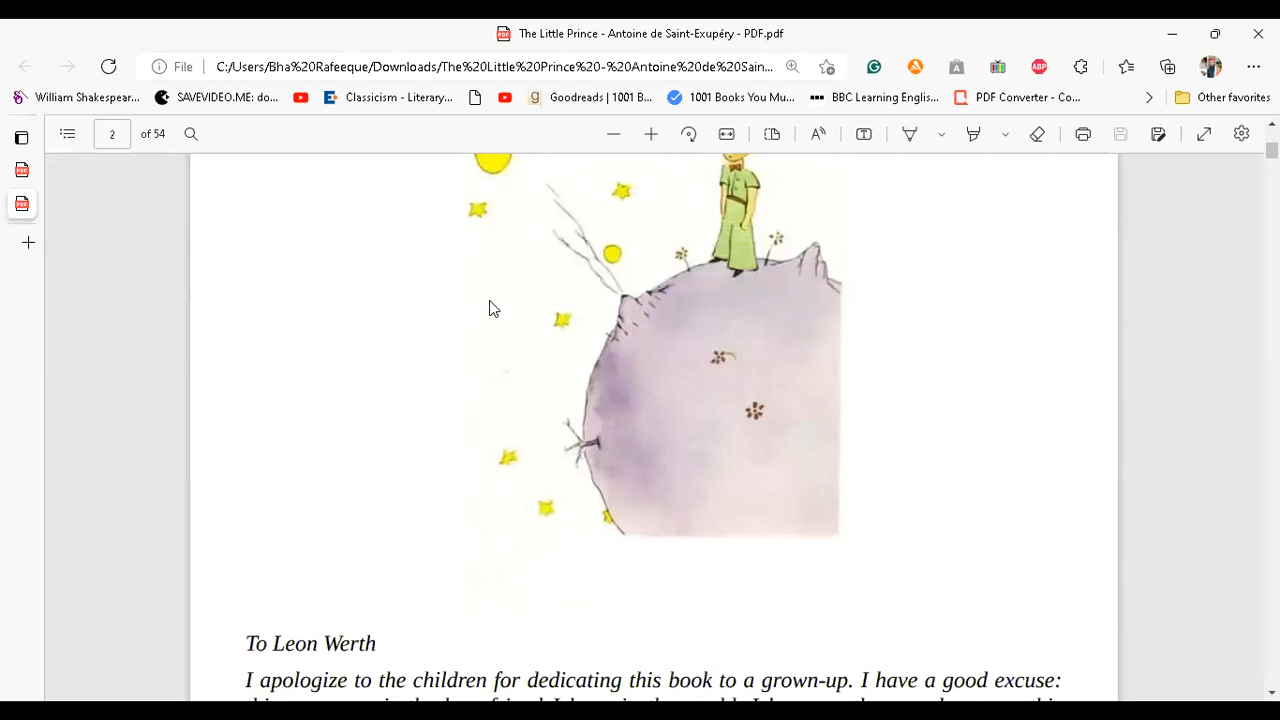 The Little Prince - Antoine de Saint-Exupéry - PDF.pdf
File C:/Users/Bha%20Rafeeque/Downloads/The%20Little%20Prince%20-%20Antoine%20de%20Sain...
ABP
William Shakespear... SAVEVIDEO.ME: do... Classicism - Literary... Goodreads | 1001 B... 1001 Books You Mu... BBC Learning Englis... PDF Converter - Co... Other favorites
2 of 54
To Leon Werth
I apologize to the children for dedicating this book to a grown-up. I have a good excuse: